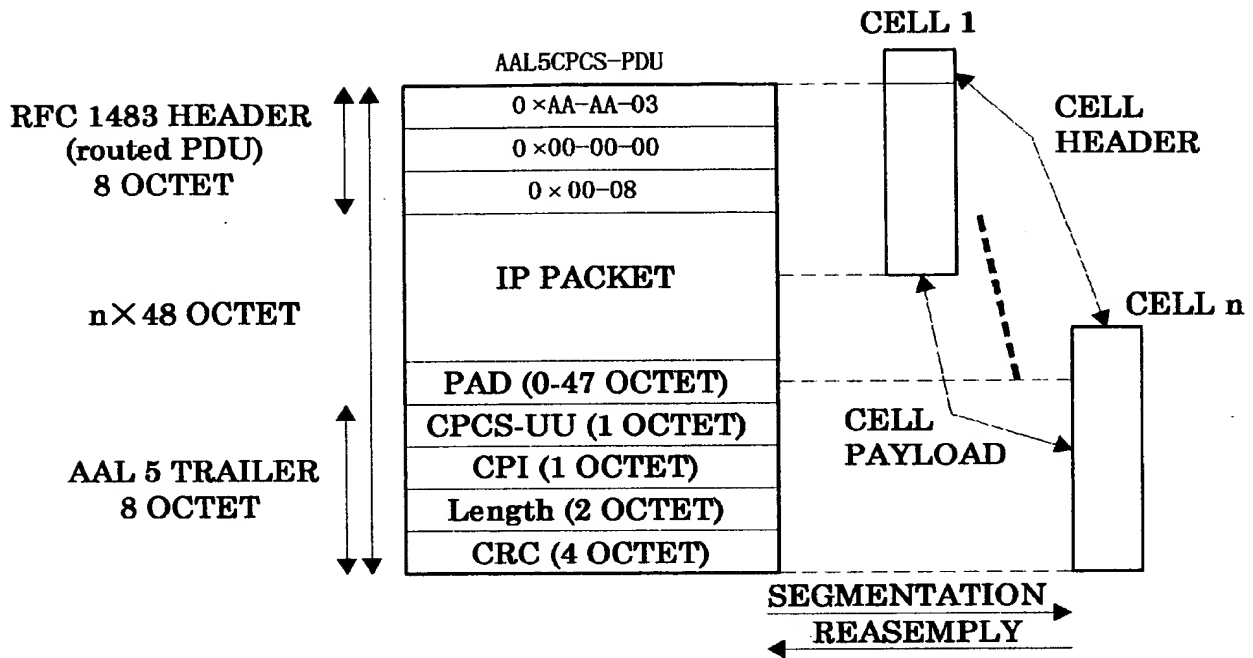 CELL 1
AAL5CPCS-PDU
RFC 1483 HEADER
(routed PDU)
8 OCTET
0×AA-AA-03
0×00-00-00
0×00-08
CELL
HEADER
IP PACKET
n×48 OCTET
CELL n
PAD (0-47 OCTET)
CPCS-UU (1 OCTET)
CPI (1 OCTET)
Length (2 OCTET)
CRC (4 OCTET)
CELL
PAYLOAD
AAL 5 TRAILER
8 OCTET
SEGMENTATION
REASEMPLY